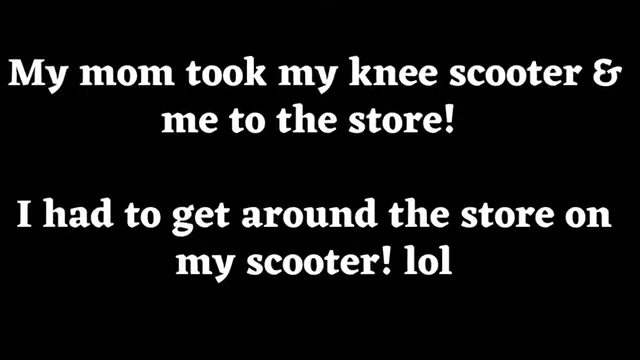 My mom took my knee scooter &
me to the store!
I had to get around the store on
my scooter! lol